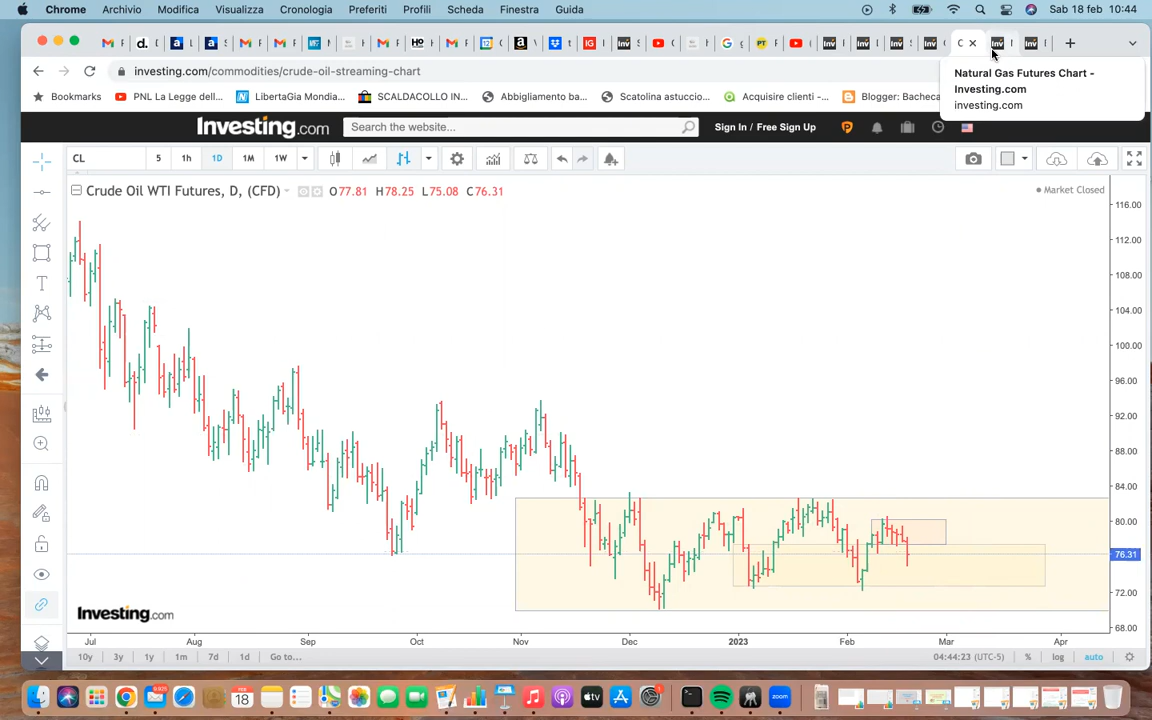 Chrome Archivio Modifica Visualizza Cronologia Preferiti Profili Scheda Finestra Guida Sab 18 feb 10:44
investing.com/commodities/crude-oil-streaming-chart
Natural Gas Futures Chart -
Investing.com
investing.com
Bookmarks PNL La Legge dell... LibertaGia Mondia... SCALDACOLLO IN... Abbigliamento bam... Scatolina astuccio... Acquisire clienti -... Blogger: Bacheca
Investing.com Search the website... Sign In / Free Sign Up
CL 5 1h 1D 1M 1W
Crude Oil WTI Futures, D, (CFD) O77.81 H78.25 L75.08 C76.31
Market Closed
116.00
112.00
108.00
104.00
100.00
96.00
92.00
88.00
84.00
80.00
76.31
72.00
68.00
Investing.com
Jul Aug Sep Oct Nov Dec 2023 Feb Mar Apr
10y 3y 1y 1m 7d 1d Go to... 04:44:23 (UTC-5) % log auto